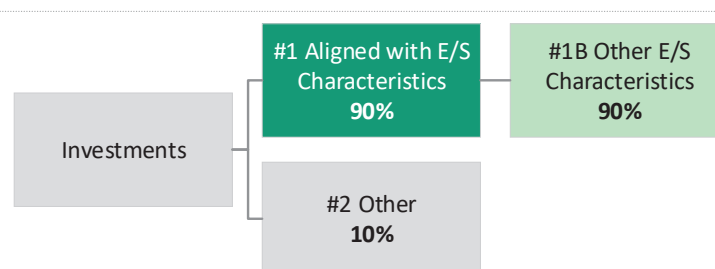 #1 Aligned with E/S
Characteristics
90%
#1B Other E/S
Characteristics
90%
Investments
#2 Other
10%